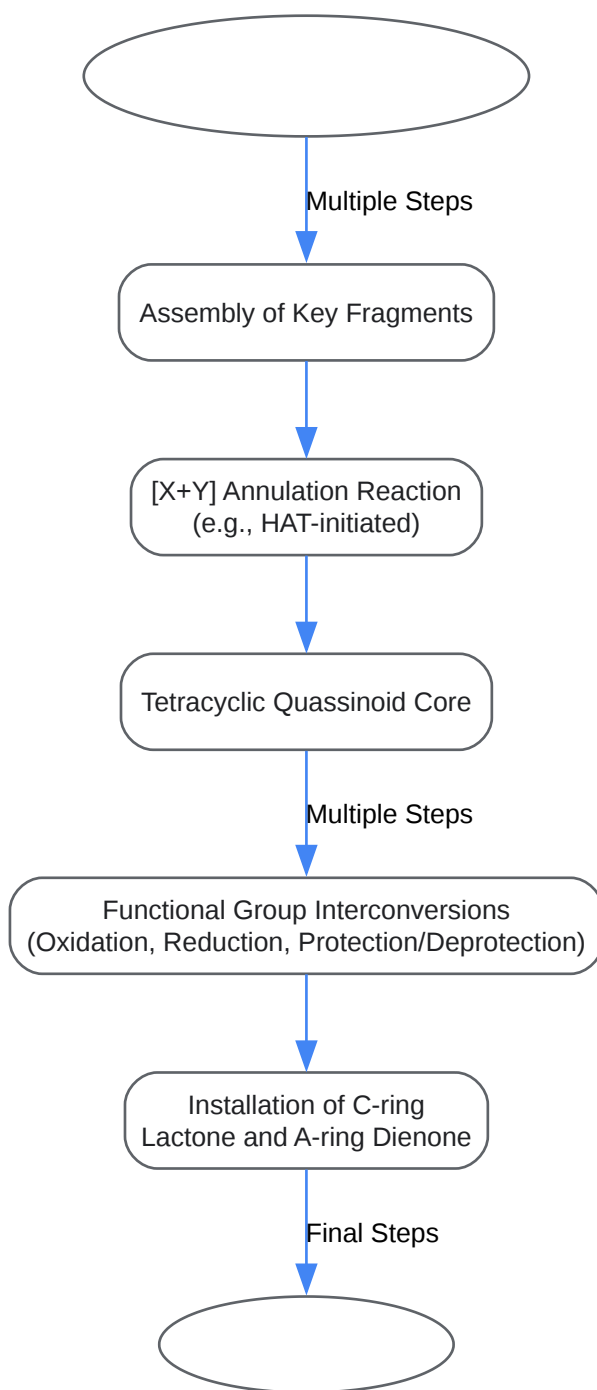 Multiple Steps
Assembly of Key Fragments
[X+Y] Annulation Reaction
(e.g., HAT-initiated)
Tetracyclic Quassinoid Core
Multiple Steps
Functional Group Interconversions
(Oxidation, Reduction, Protection/Deprotection)
Installation of C-ring
Lactone and A-ring Dienone
Final Steps